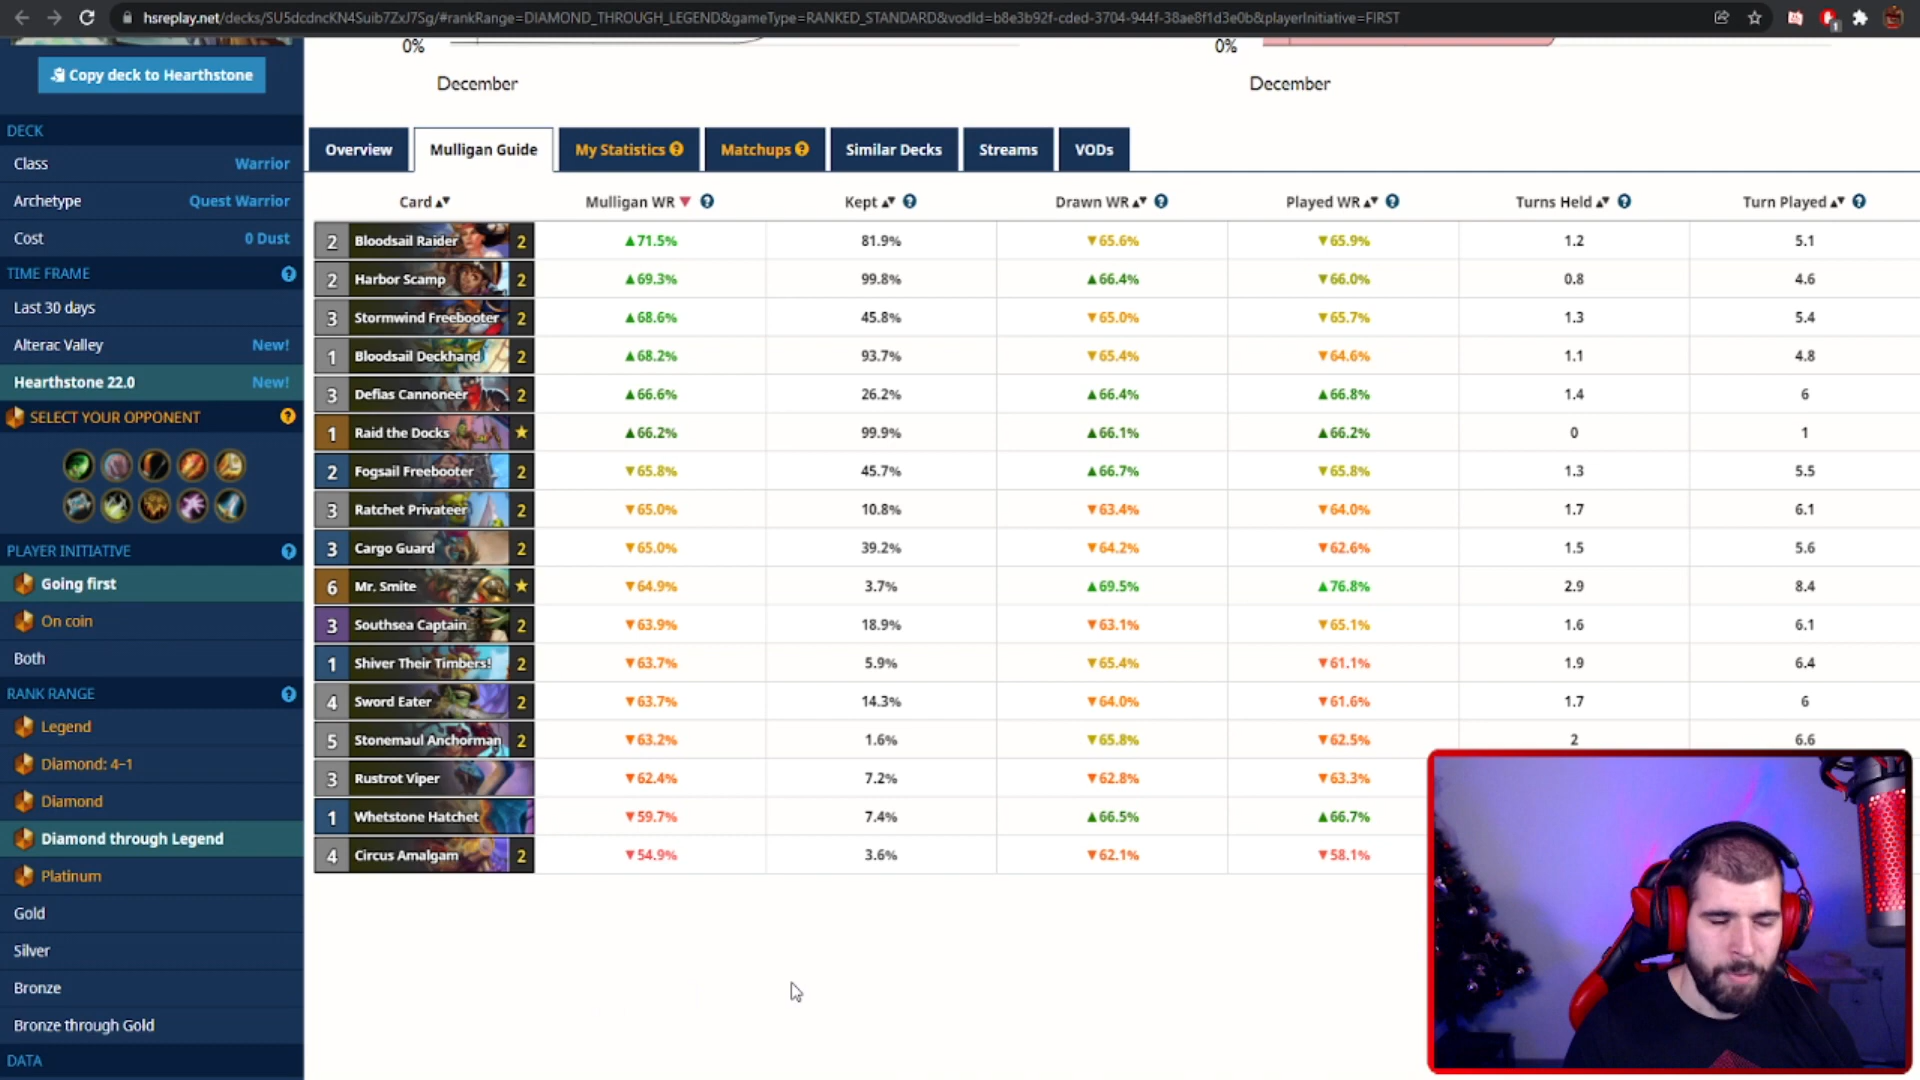 hsreplay.net/decks/SU5dcdncKN4Suib7ZxJ7Sg/#rankRange=DIAMOND_THROUGH_LEGEND&gameType=RANKED_STANDARD&vodId=b8e3b92f-cded-3704-944f-38ae8f1d3e0b&playerInitiative=FIRST
0% 0%
Copy deck to Hearthstone
December December
DECK
Class Warrior
Archetype Quest Warrior
Cost 0 Dust
TIME FRAME ?
Last 30 days
Alterac Valley New!
Hearthstone 22.0 New!
SELECT YOUR OPPONENT ?
PLAYER INITIATIVE ?
Going first
On coin
Both
RANK RANGE ?
Legend
Diamond: 4–1
Diamond
Diamond through Legend
Platinum
Gold
Silver
Bronze
Bronze through Gold
DATA
Overview Mulligan Guide My Statistics ? Matchups ? Similar Decks Streams VODs
Card ▲▼ Mulligan WR ▼ ? Kept ▲▼ ? Drawn WR ▲▼ ? Played WR ▲▼ ? Turns Held ▲▼ ? Turn Played ▲▼ ?
2 Bloodsail Raider 2 ▲71.5% 81.9% ▼65.6% ▼65.9% 1.2 5.1
2 Harbor Scamp 2 ▲69.3% 99.8% ▲66.4% ▼66.0% 0.8 4.6
3 Stormwind Freebooter 2 ▲68.6% 45.8% ▼65.0% ▼65.7% 1.3 5.4
1 Bloodsail Deckhand 2 ▲68.2% 93.7% ▼65.4% ▼64.6% 1.1 4.8
3 Defias Cannoneer 2 ▲66.6% 26.2% ▲66.4% ▲66.8% 1.4 6
1 Raid the Docks ★ ▲66.2% 99.9% ▲66.1% ▲66.2% 0 1
2 Fogsail Freebooter 2 ▼65.8% 45.7% ▲66.7% ▼65.8% 1.3 5.5
3 Ratchet Privateer 2 ▼65.0% 10.8% ▼63.4% ▼64.0% 1.7 6.1
3 Cargo Guard 2 ▼65.0% 39.2% ▼64.2% ▼62.6% 1.5 5.6
6 Mr. Smite ★ ▼64.9% 3.7% ▲69.5% ▲76.8% 2.9 8.4
3 Southsea Captain 2 ▼63.9% 18.9% ▼63.1% ▼65.1% 1.6 6.1
1 Shiver Their Timbers! 2 ▼63.7% 5.9% ▼65.4% ▼61.1% 1.9 6.4
4 Sword Eater 2 ▼63.7% 14.3% ▼64.0% ▼61.6% 1.7 6
5 Stonemaul Anchorman 2 ▼63.2% 1.6% ▼65.8% ▼62.5% 2 6.6
3 Rustrot Viper ▼62.4% 7.2% ▼62.8% ▼63.3%
1 Whetstone Hatchet ▼59.7% 7.4% ▲66.5% ▲66.7%
4 Circus Amalgam 2 ▼54.9% 3.6% ▼62.1% ▼58.1%